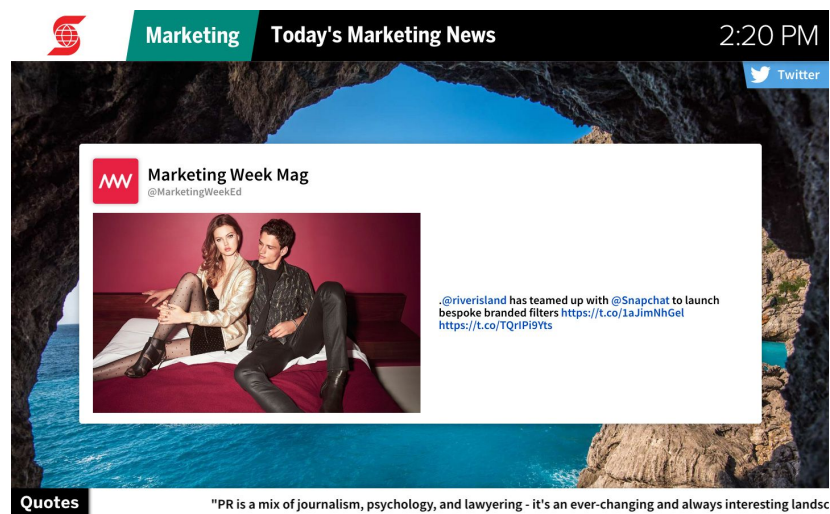 Marketing
Today's Marketing News
2:20 PM
Twitter
MW
Marketing Week Mag
@MarketingWeekEd
.@riverisland has teamed up with @Snapchat to launch
bespoke branded filters https://t.co/1aJimNhGel
https://t.co/TQrIPi9Yts
Quotes
"PR is a mix of journalism, psychology, and lawyering - it's an ever-changing and always interesting landsc